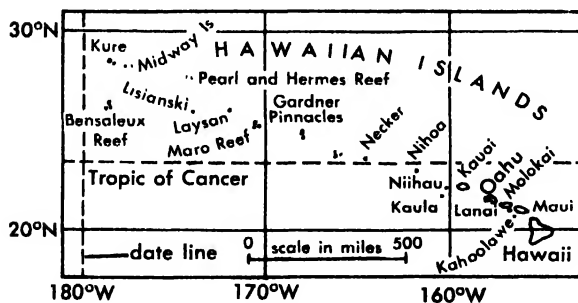 30°N
HAWAIIAN ISLANDS
Kure
Midway Is
Pearl and Hermes Reef
Lisianski
Bensaleux
Reef
Laysan
Maro Reef
Gardner
Pinnacles
Necker
Nihoa
Tropic of Cancer
Niihau
Kauai
Oahu
Molokai
Kaula
Lanai
Maui
Kahoolawe
Hawaii
20°N
date line
0 scale in miles 500
180°W
170°W
160°W